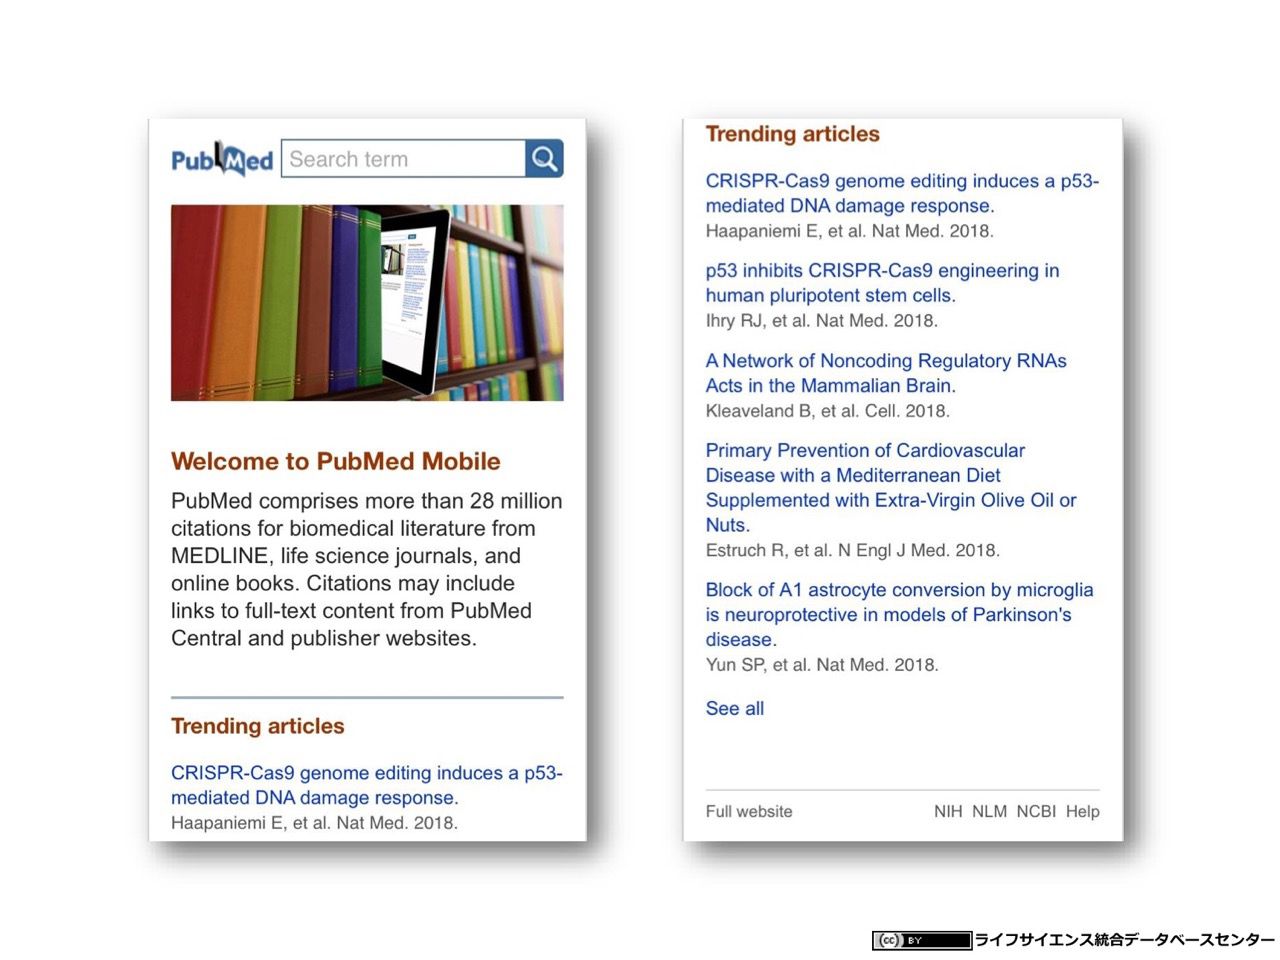 PubMed
Search term
Welcome to PubMed Mobile
PubMed comprises more than 28 million
citations for biomedical literature from
MEDLINE, life science journals, and
online books. Citations may include
links to full-text content from PubMed
Central and publisher websites.
Trending articles
CRISPR-Cas9 genome editing induces a p53-
mediated DNA damage response.
Haapaniemi E, et al. Nat Med. 2018.
Trending articles
CRISPR-Cas9 genome editing induces a p53-
mediated DNA damage response.
Haapaniemi E, et al. Nat Med. 2018.
p53 inhibits CRISPR-Cas9 engineering in
human pluripotent stem cells.
Ihry RJ, et al. Nat Med. 2018.
A Network of Noncoding Regulatory RNAs
Acts in the Mammalian Brain.
Kleaveland B, et al. Cell. 2018.
Primary Prevention of Cardiovascular
Disease with a Mediterranean Diet
Supplemented with Extra-Virgin Olive Oil or
Nuts.
Estruch R, et al. N Engl J Med. 2018.
Block of A1 astrocyte conversion by microglia
is neuroprotective in models of Parkinson's
disease.
Yun SP, et al. Nat Med. 2018.
See all
Full website NIH NLM NCBI Help
cc BY ライフサイエンス統合データベースセンター